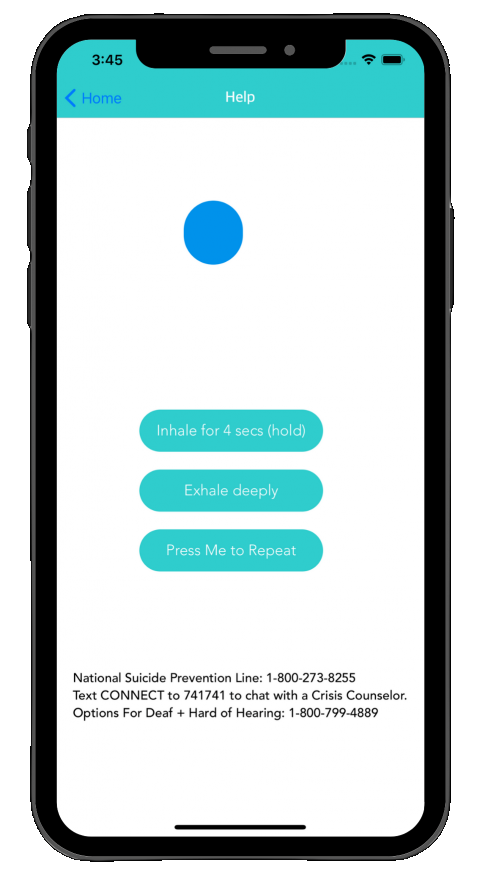 3:45
Home
Help
Inhale for 4 secs (hold)
Exhale deeply
Press Me to Repeat
National Suicide Prevention Line: 1-800-273-8255
Text CONNECT to 741741 to chat with a Crisis Counselor.
Options For Deaf + Hard of Hearing: 1-800-799-4889